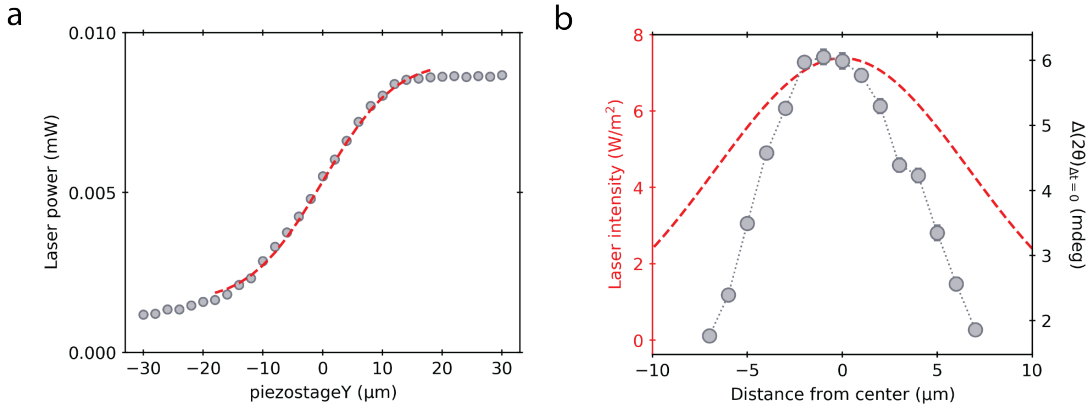 a
0.010
0.005
0.000
Laser power (mW)
−30 −20 −10 0 10 20 30
piezostageY (μm)
b
8
6
4
2
0
Laser intensity (W/m²)
6
5
4
3
2
Δ(2θ)Δt = 0 (mdeg)
−10 −5 0 5 10
Distance from center (μm)